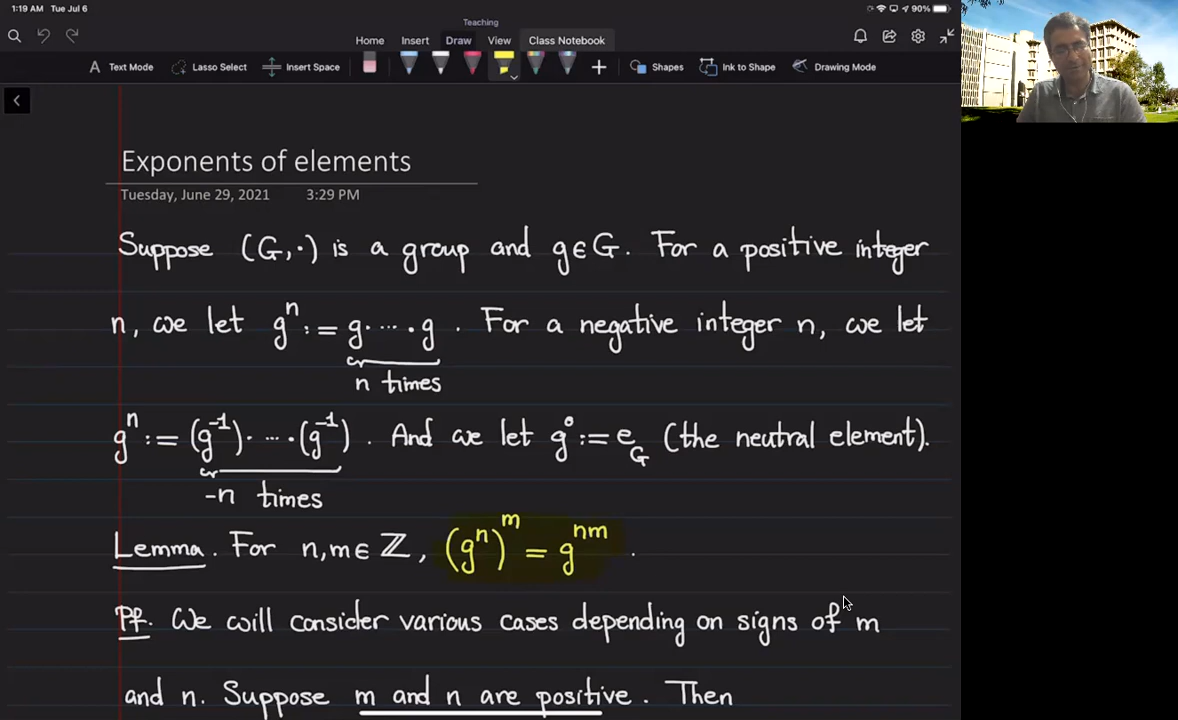 1:19 AM Tue Jul 6
90%
Teaching
Home Insert Draw View Class Notebook
Text Mode Lasso Select Insert Space Shapes Ink to Shape Drawing Mode
Exponents of elements
Tuesday, June 29, 2021 3:29 PM
Suppose (G,·) is a group and g∈G. For a positive integer
n, we let gⁿ := g·…·g . For a negative integer n, we let
n times
gⁿ := (g⁻¹)·…·(g⁻¹) . And we let g⁰ := e_G (the neutral element).
-n times
Lemma. For n,m∈ℤ, (gⁿ)ᵐ = gⁿᵐ .
Pf. We will consider various cases depending on signs of m
and n. Suppose m and n are positive. Then